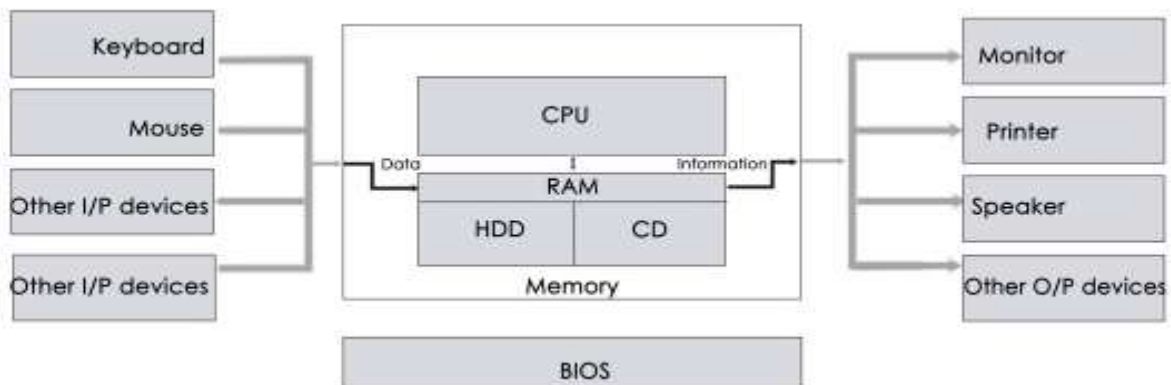 Keyboard
Mouse
Other I/P devices
Other I/P devices
CPU
Data
Information
RAM
HDD
CD
Memory
BIOS
Monitor
Printer
Speaker
Other O/P devices